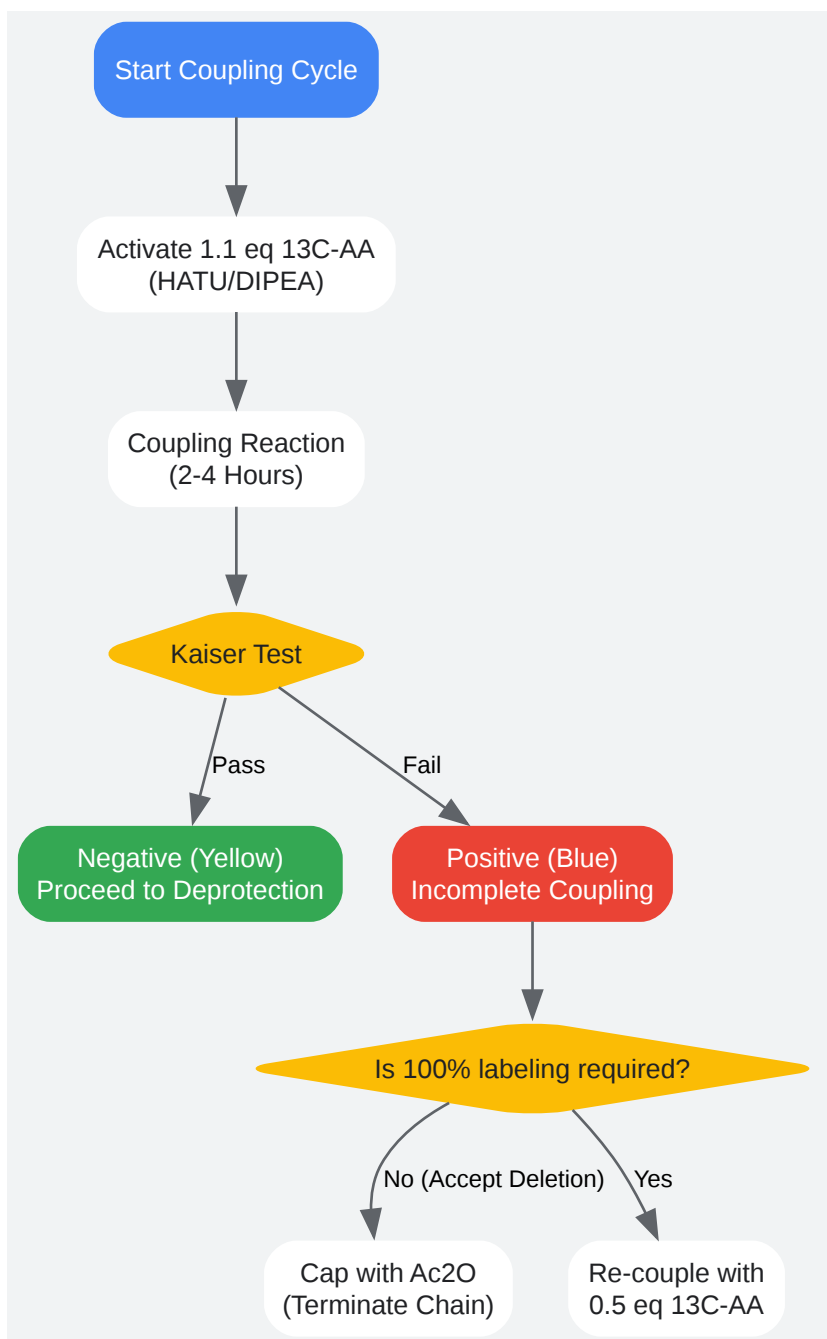 Start Coupling Cycle
Activate 1.1 eq 13C-AA
(HATU/DIPEA)
Coupling Reaction
(2-4 Hours)
Kaiser Test
Pass
Fail
Negative (Yellow)
Proceed to Deprotection
Positive (Blue)
Incomplete Coupling
Is 100% labeling required?
No (Accept Deletion)
Yes
Cap with Ac2O
(Terminate Chain)
Re-couple with
0.5 eq 13C-AA